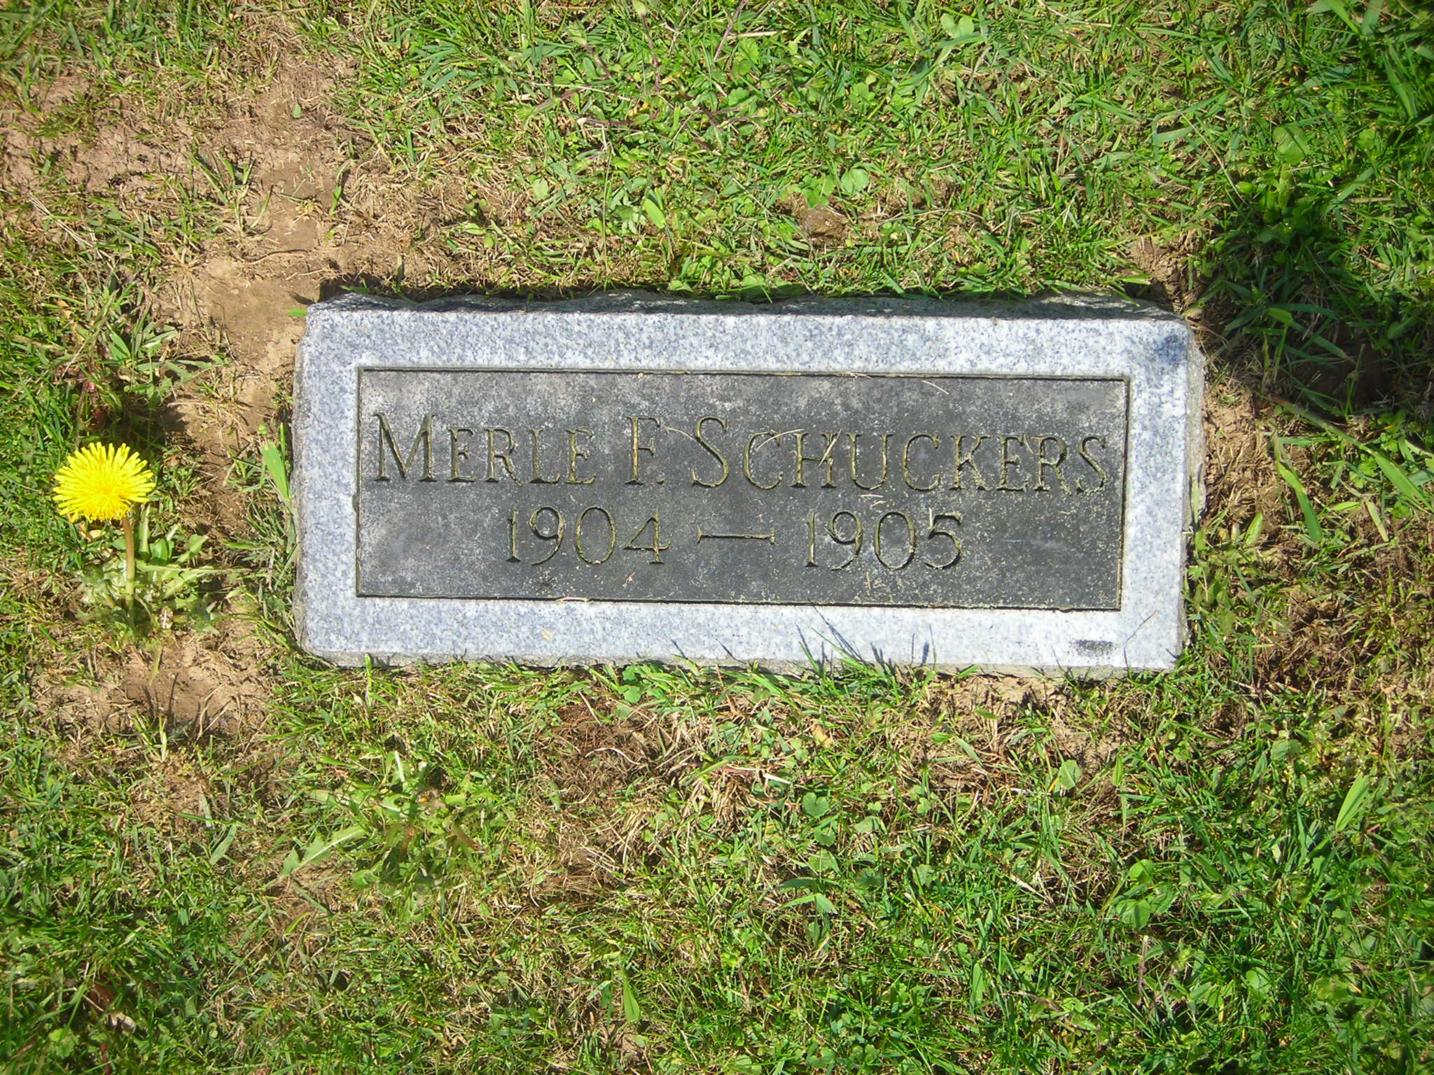 MERLE F. SCHUCKERS
1904 — 1905